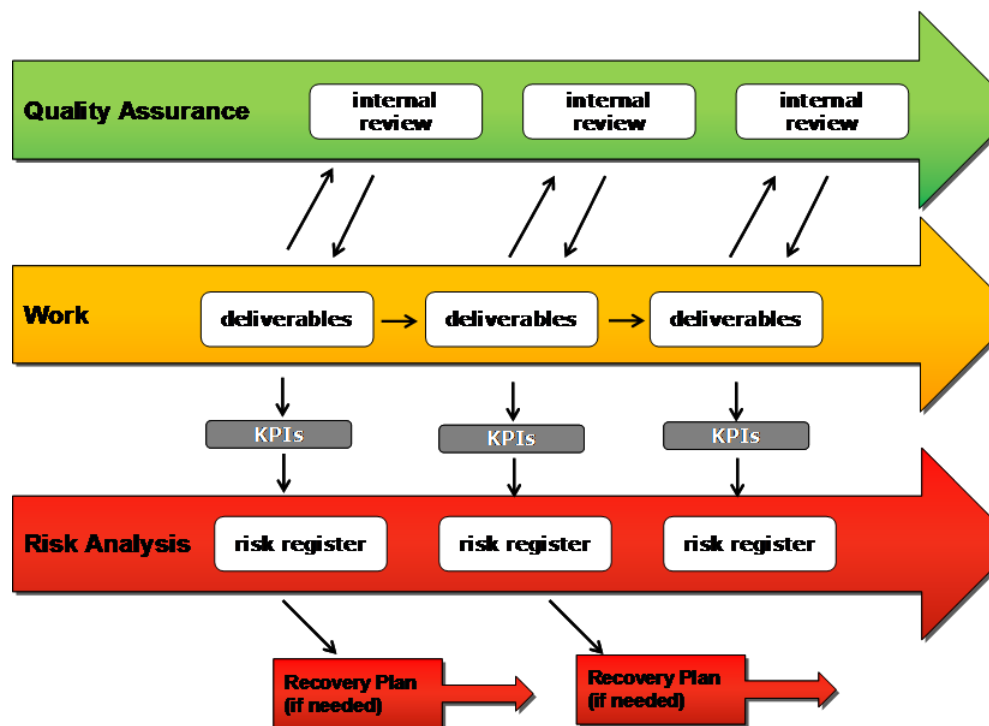 Quality Assurance
internal
review
internal
review
internal
review
Work
deliverables
deliverables
deliverables
KPIs
KPIs
KPIs
Risk Analysis
risk register
risk register
risk register
Recovery Plan
(if needed)
Recovery Plan
(if needed)